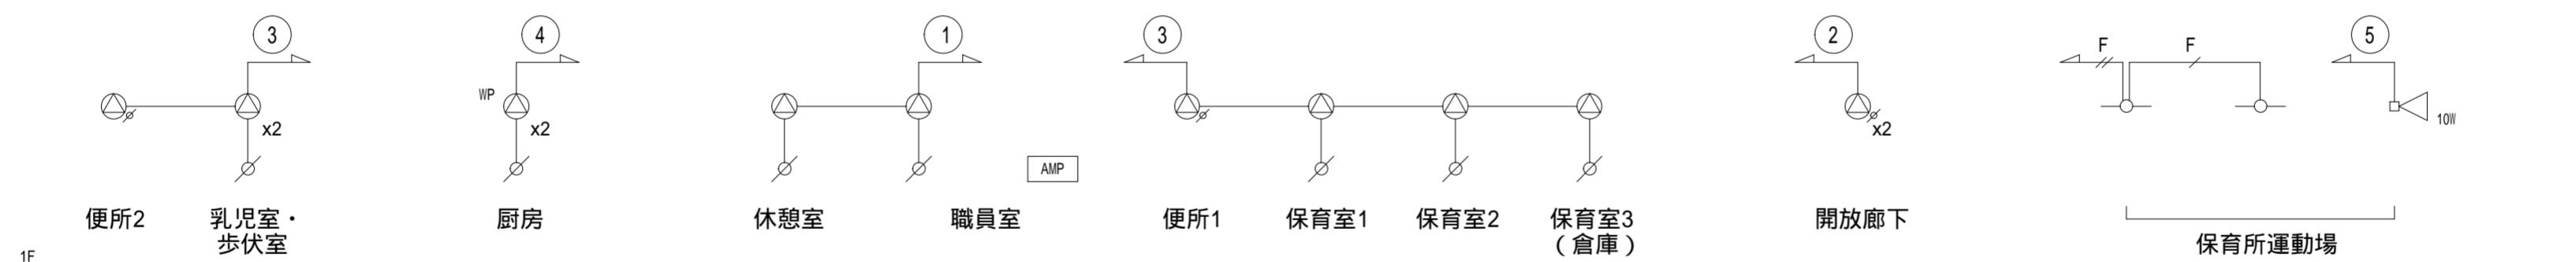 ③ ④ ① ③ ② ⑤
F F
WP
x2 x2 x2
10W
AMP
便所2 乳児室・ 厨房 休憩室 職員室 便所1 保育室1 保育室2 保育室3 開放廊下
歩伏室 （倉庫） 保育所運動場
1F